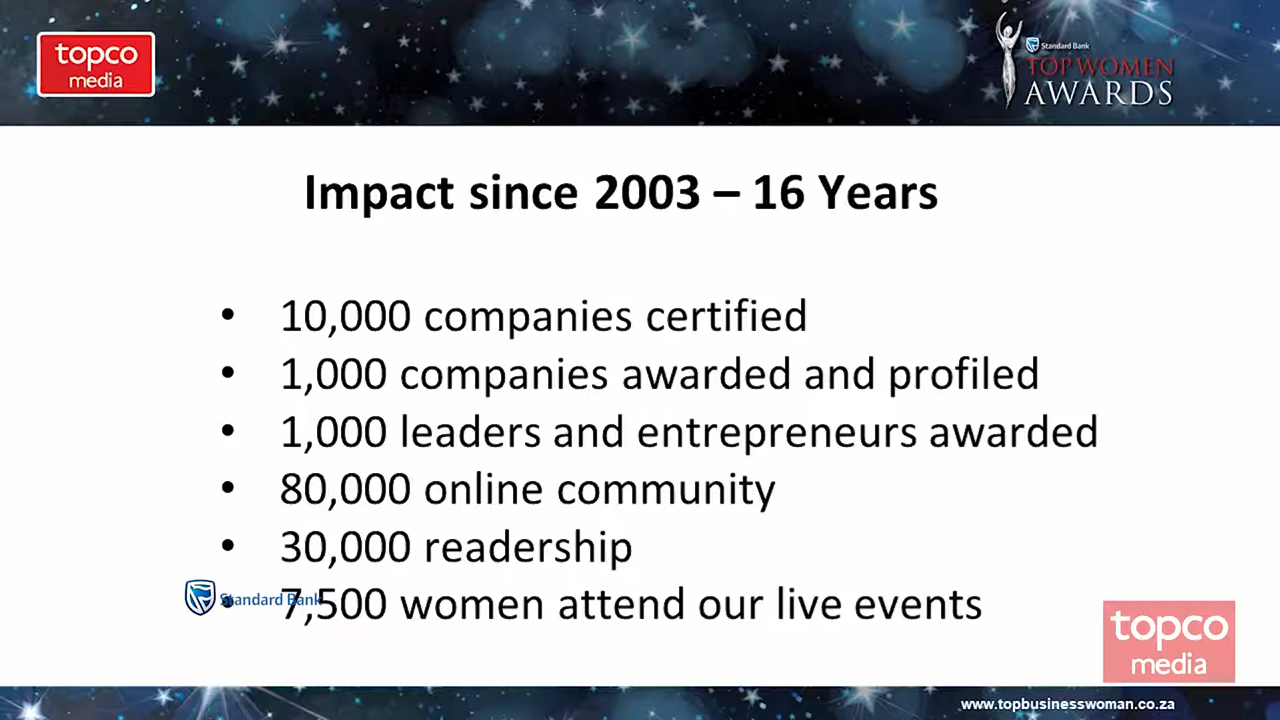 topco
media
Standard Bank
TOP WOMEN
AWARDS
Impact since 2003 – 16 Years
• 10,000 companies certified
• 1,000 companies awarded and profiled
• 1,000 leaders and entrepreneurs awarded
• 80,000 online community
• 30,000 readership
• 7,500 women attend our live events
Standard Bank
topco
media
www.topbusinesswoman.co.za